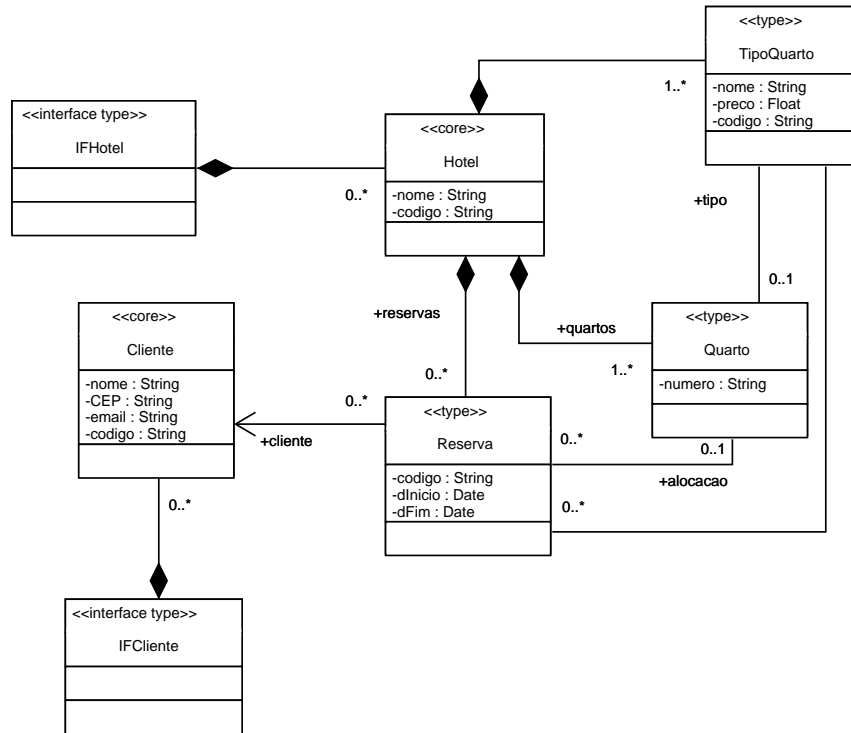 <<type>>
TipoQuarto
-nome : String
-preco : Float
-codigo : String
1..*
<<interface type>>
IFHotel
<<core>>
Hotel
-nome : String
-codigo : String
0..*
+tipo
0..1
+reservas
0..*
+quartos
1..*
<<type>>
Quarto
-numero : String
<<core>>
Cliente
-nome : String
-CEP : String
-email : String
-codigo : String
0..*
+cliente
<<type>>
Reserva
-codigo : String
-dInicio : Date
-dFim : Date
0..*
0..1
+alocacao
0..*
0..*
<<interface type>>
IFCliente